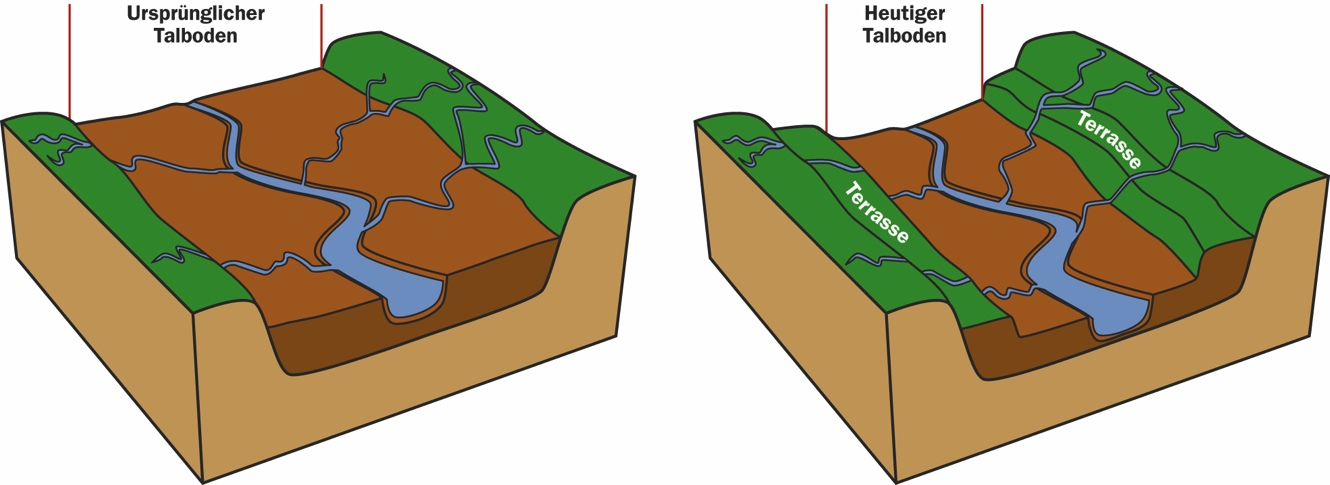 Ursprünglicher
Talboden
Heutiger
Talboden
Terrasse
Terrasse